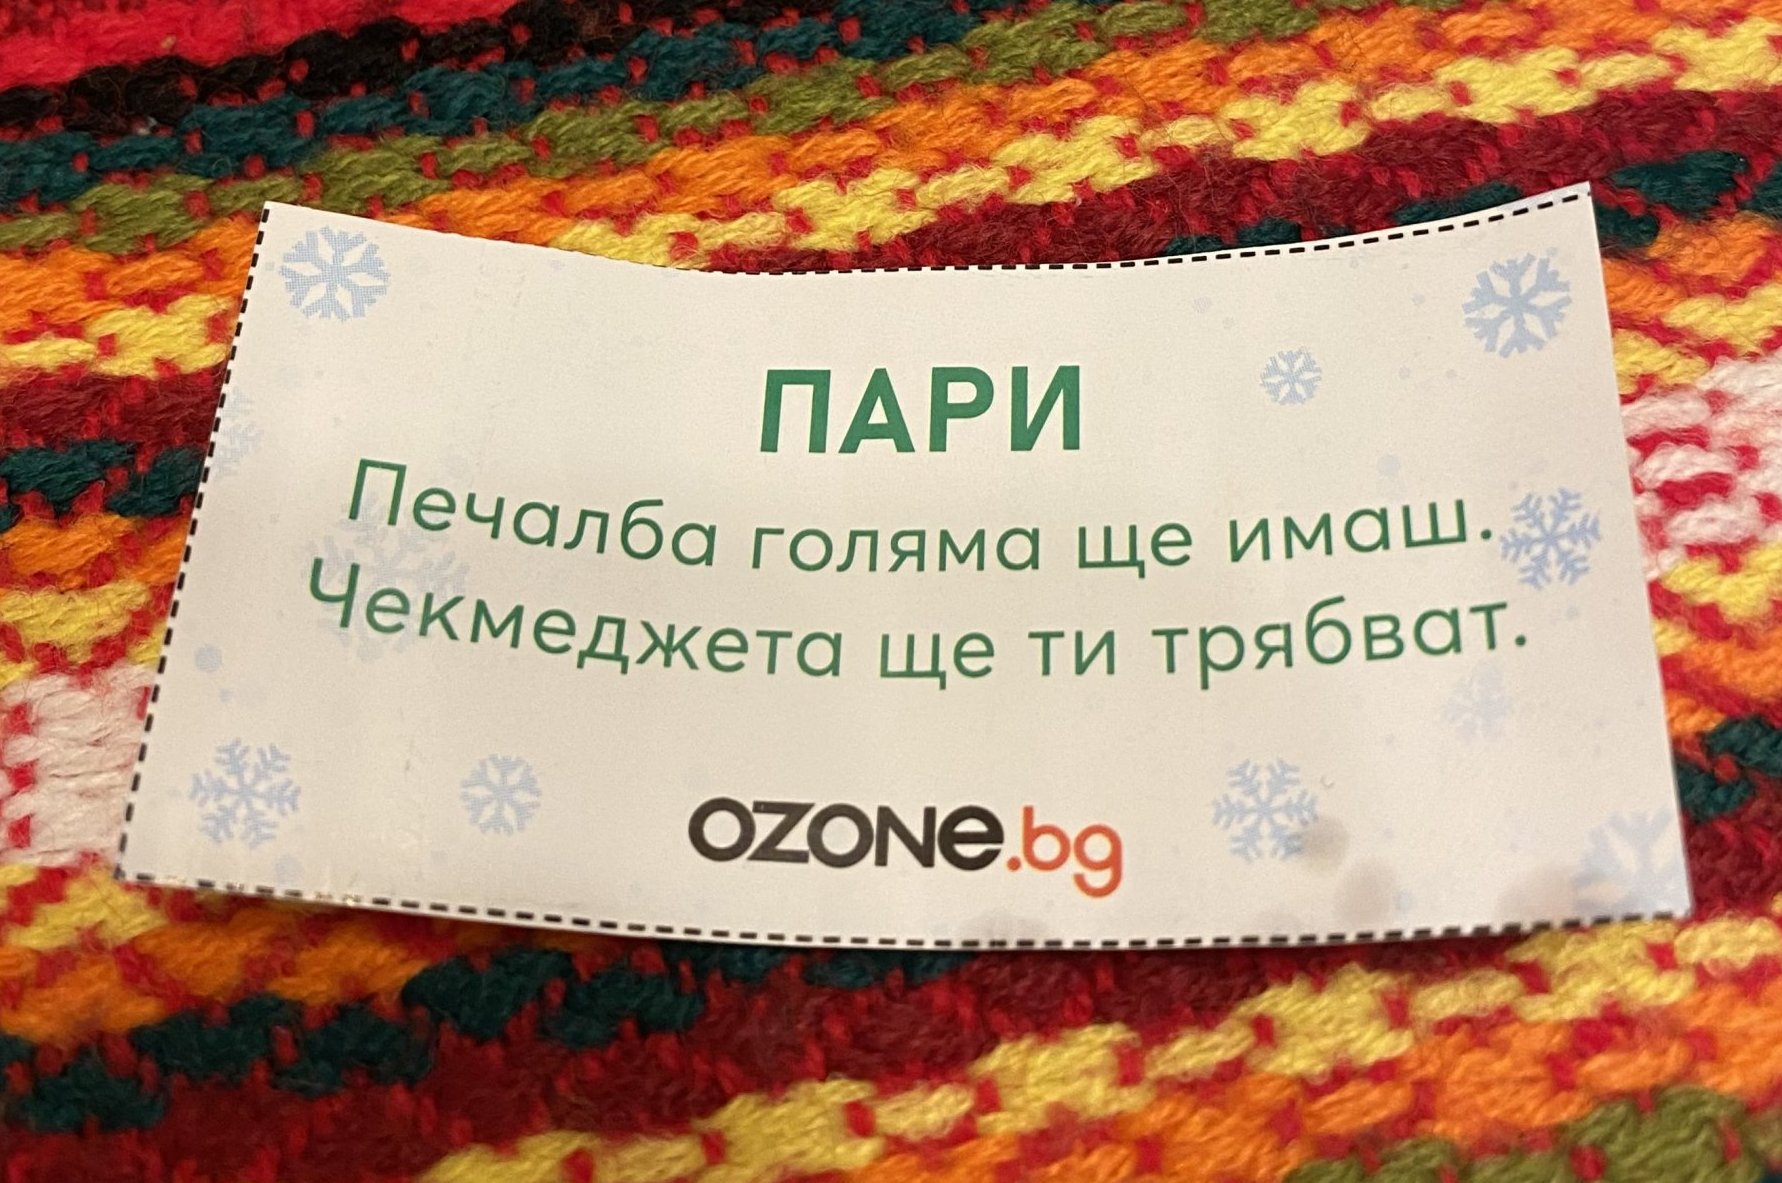 ПАРИ
Печалба голяма ще имаш.
Чекмеджета ще ти трябват.
OZONe.bg